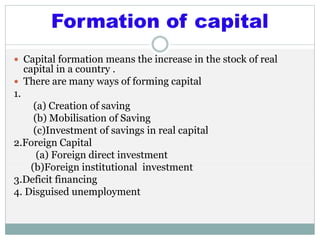 Formation of capital
• Capital formation means the increase in the stock of real
capital in a country .
• There are many ways of forming capital
1.
(a) Creation of saving
(b) Mobilisation of Saving
(c)Investment of savings in real capital
2.Foreign Capital
(a) Foreign direct investment
(b)Foreign institutional  investment
3.Deficit financing
4. Disguised unemployment